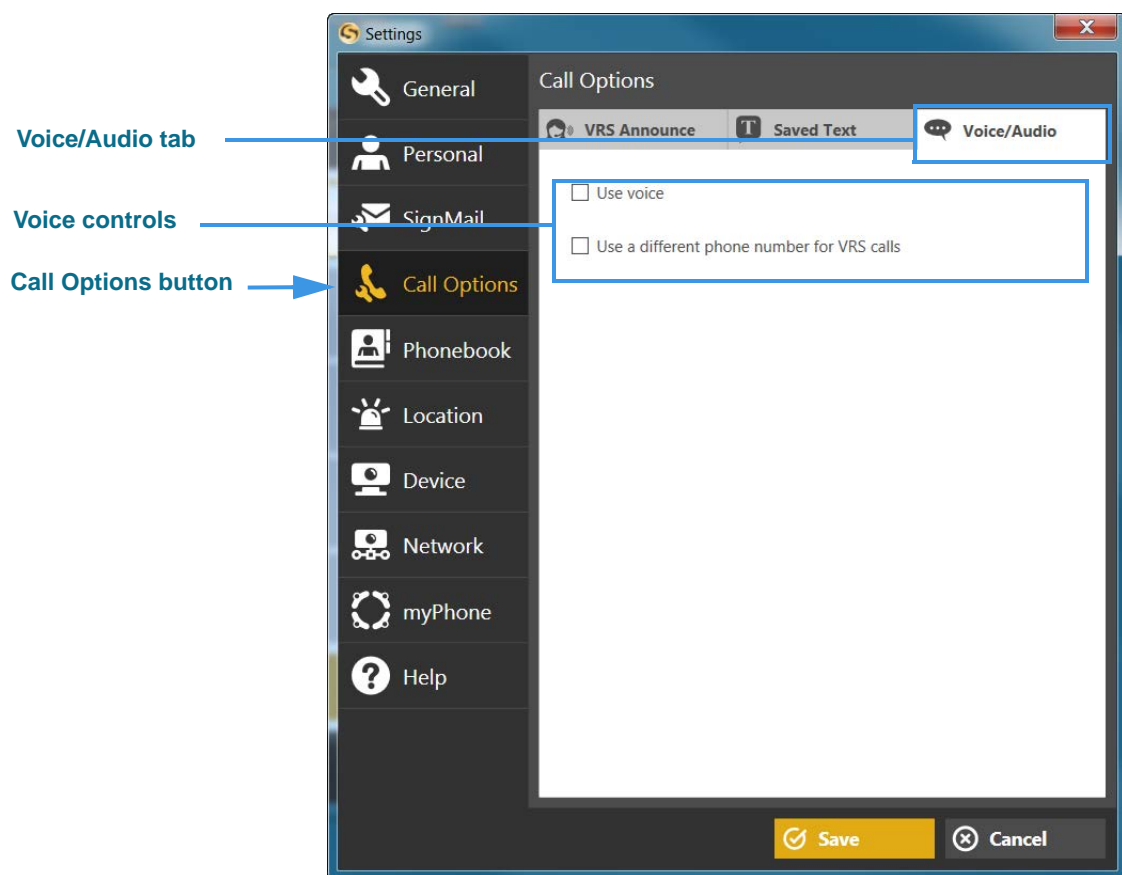 Settings
X
General
Personal
SignMail
Call Options
Phonebook
Location
Device
Network
myPhone
Help
Call Options
VRS Announce
T Saved Text
Voice/Audio
Use voice
Use a different phone number for VRS calls
Save
Cancel
Voice/Audio tab
Voice controls
Call Options button